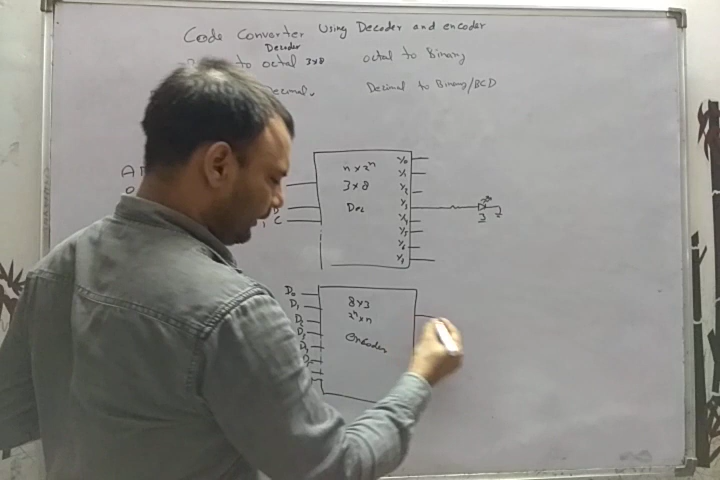 Code Converter Using Decoder and encoder
Decoder
to octal 3x8 octal to Binary
Decimal. Decimal to Binary/BCD
A B
n x 2ⁿ
3 x 8
Dec
C
Y0
Y1
Y2
Y3
Y4
Y5
Y6
Y7
3
D0
D1
D2
D3
D4
8x3
2ⁿ x n
encoder